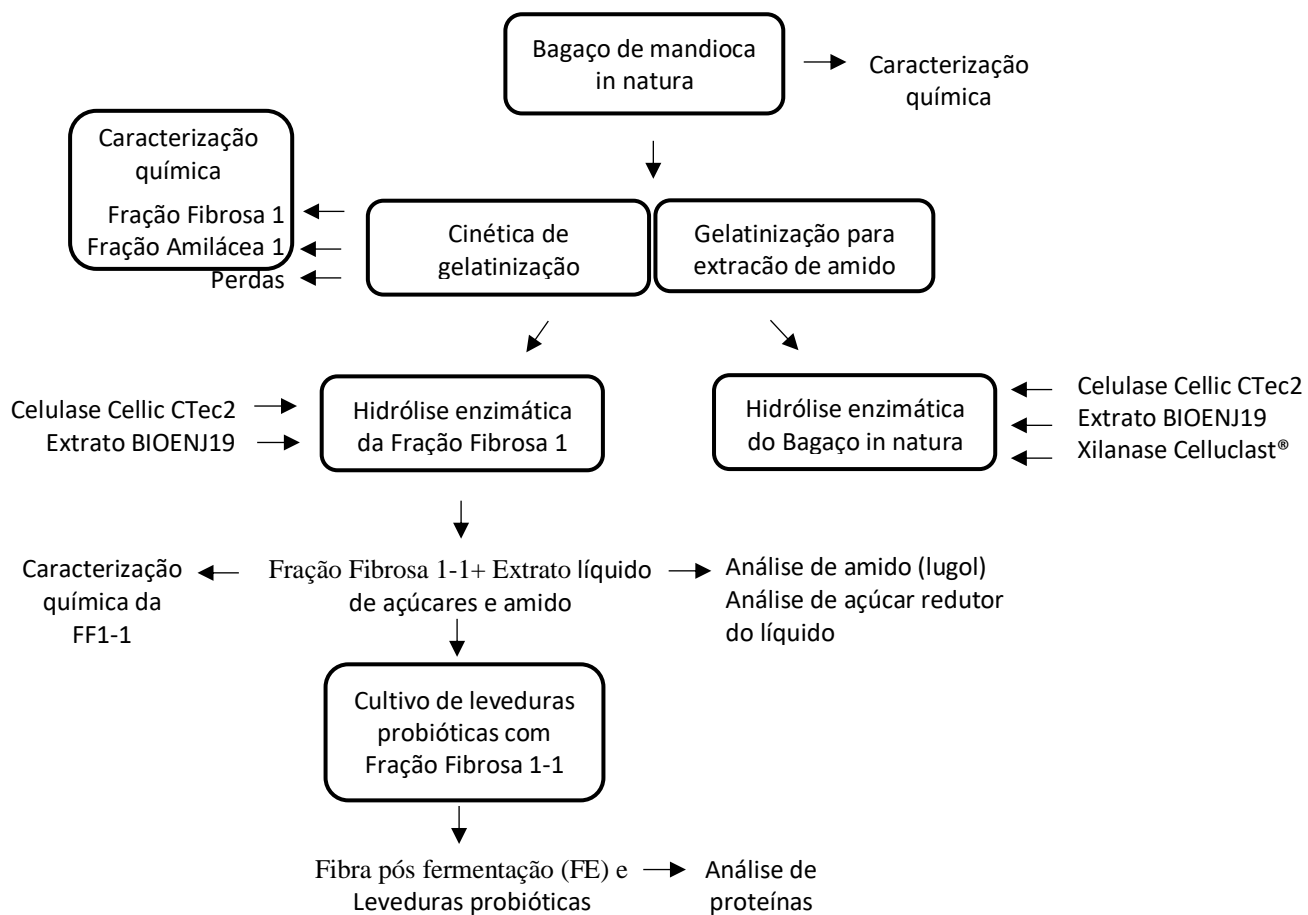 Bagaço de mandioca
in natura
Caracterização
química
Caracterização
química
Fração Fibrosa 1
Fração Amilácea 1
Perdas
Cinética de
gelatinização
Gelatinização para
extracão de amido
Celulase Cellic CTec2
Extrato BIOENJ19
Hidrólise enzimática
da Fração Fibrosa 1
Hidrólise enzimática
do Bagaço in natura
Celulase Cellic CTec2
Extrato BIOENJ19
Xilanase Celluclast®
Caracterização
química da
FF1-1
Fração Fibrosa 1-1+ Extrato líquido
de açúcares e amido
Análise de amido (lugol)
Análise de açúcar redutor
do líquido
Cultivo de leveduras
probióticas com
Fração Fibrosa 1-1
Fibra pós fermentação (FE) e
Leveduras probióticas
Análise de
proteínas